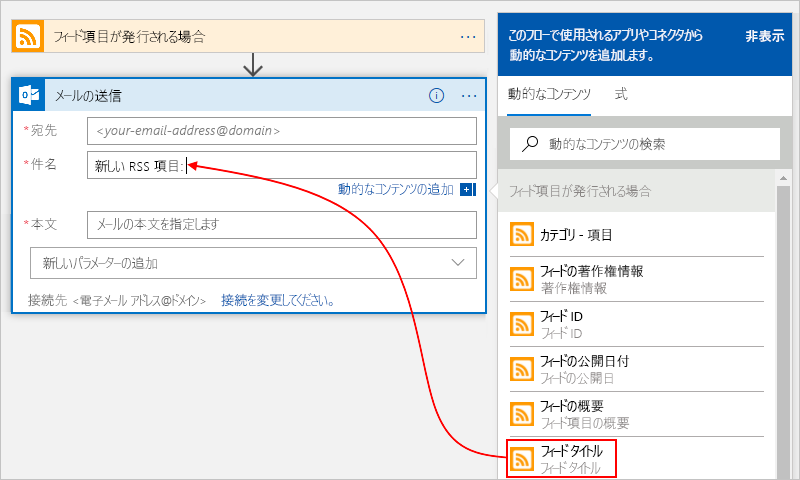 フィード項目が発行される場合
メールの送信
*宛先
<your-email-address@domain>
*件名
新しい RSS 項目:
動的なコンテンツの追加
*本文
メールの本文を指定します
新しいパラメーターの追加
接続先 <電子メール アドレス@ドメイン> 接続を変更してください。
このフローで使用されるアプリやコネクタから
動的なコンテンツを追加します。
非表示
動的なコンテンツ
式
動的なコンテンツの検索
フィード項目が発行される場合
カテゴリ - 項目
フィードの著作権情報
著作権情報
フィード ID
フィード ID
フィードの公開日付
フィードの公開日
フィードの概要
フィード項目の概要
フィード タイトル
フィード タイトル